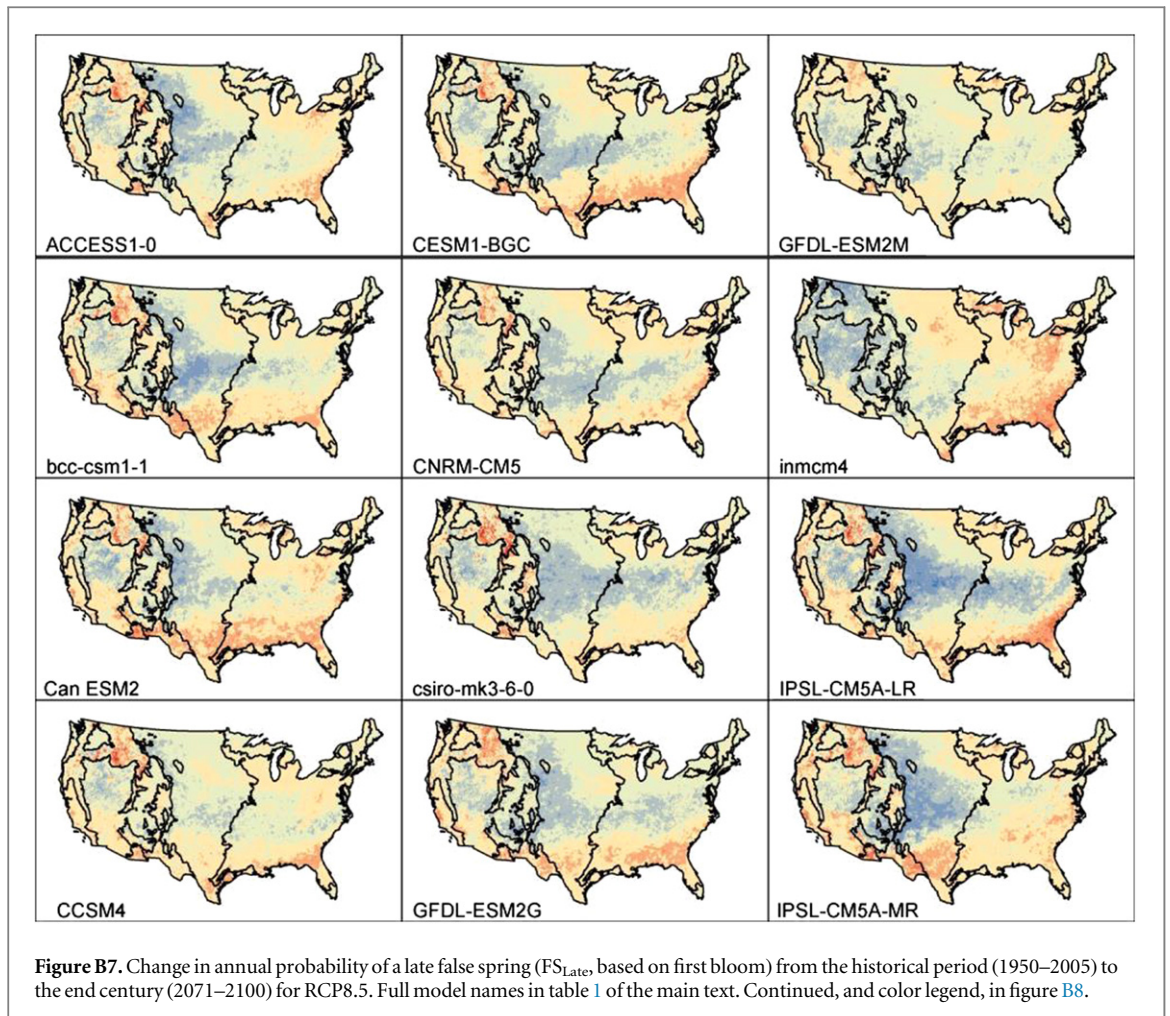 ACCESS1-0
CESM1-BGC
GFDL-ESM2M
bcc-csm1-1
CNRM-CM5
inmcm4
Can ESM2
csiro-mk3-6-0
IPSL-CM5A-LR
CCSM4
GFDL-ESM2G
IPSL-CM5A-MR
Figure B7. Change in annual probability of a late false spring (FSLate, based on first bloom) from the historical period (1950–2005) to
the end century (2071–2100) for RCP8.5. Full model names in table 1 of the main text. Continued, and color legend, in figure B8.